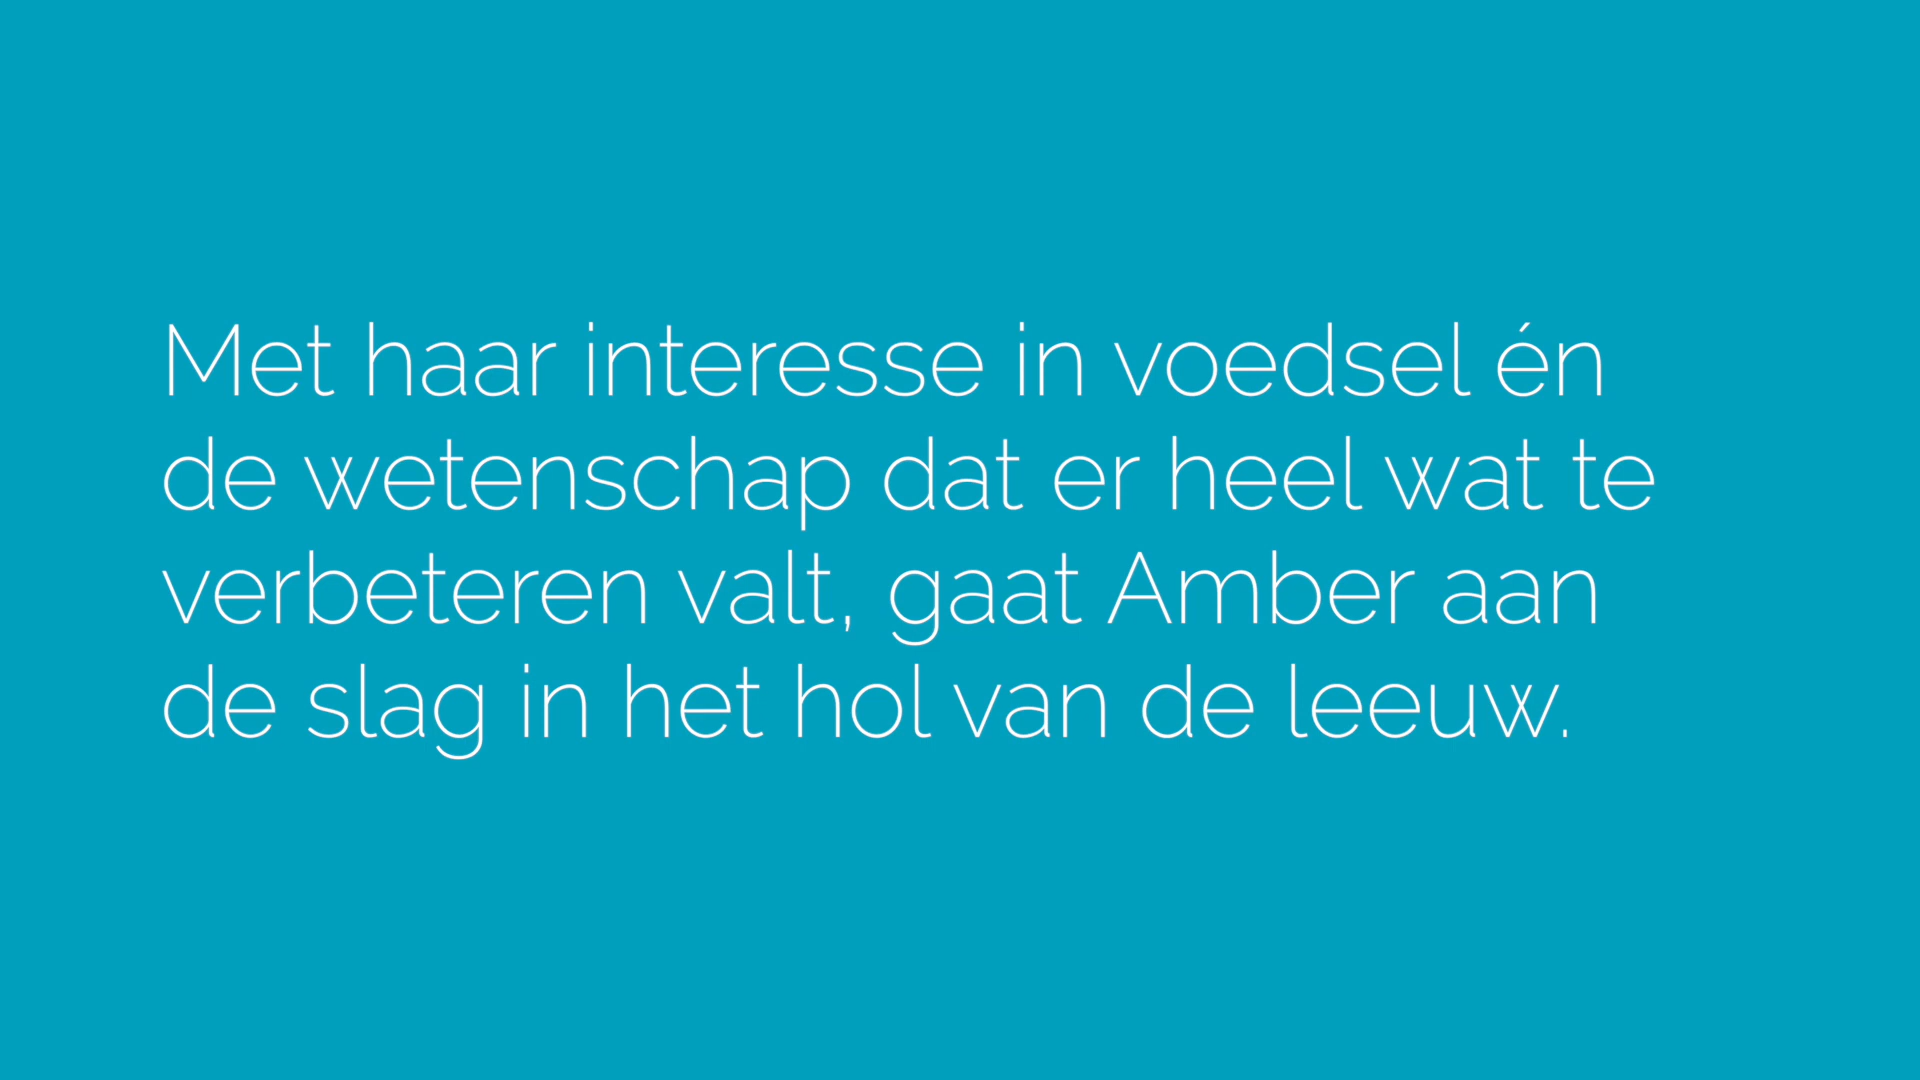 Met haar interesse in voedsel én
de wetenschap dat er heel wat te
verbeteren valt, gaat Amber aan
de slag in het hol van de leeuw.